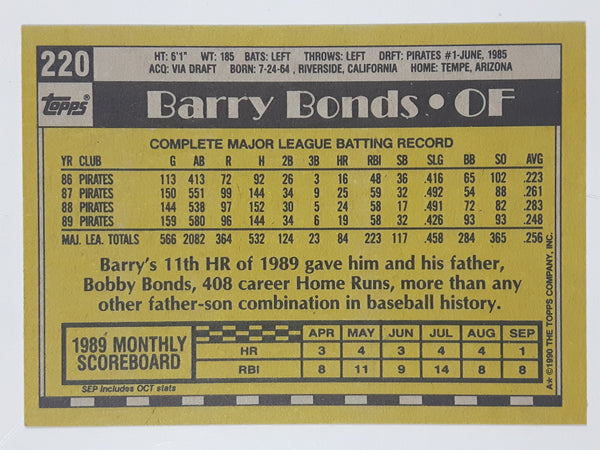 220
HT: 6'1" WT: 185 BATS: LEFT THROWS: LEFT DRFT: PIRATES #1-JUNE, 1985
ACQ: VIA DRAFT BORN: 7-24-64, RIVERSIDE, CALIFORNIA HOME: TEMPE, ARIZONA
Topps®
Barry Bonds • OF
COMPLETE MAJOR LEAGUE BATTING RECORD
YR CLUB G AB R H 2B 3B HR RBI SB SLG BB SO AVG
86 PIRATES 113 413 72 92 26 3 16 48 36 .416 65 102 .223
87 PIRATES 150 551 99 144 34 9 25 59 32 .492 54 88 .261
88 PIRATES 144 538 97 152 30 5 24 58 17 .491 72 82 .283
89 PIRATES 159 580 96 144 34 6 19 58 32 .426 93 93 .248
MAJ. LEA. TOTALS 566 2082 364 532 124 23 84 223 117 .458 284 365 .256
Barry's 11th HR of 1989 gave him and his father,
Bobby Bonds, 408 career Home Runs, more than any
other father-son combination in baseball history.
1989 MONTHLY
SCOREBOARD
APR MAY JUN JUL AUG SEP
HR 3 4 3 4 4 1
RBI 8 11 9 14 8 8
SEP Includes OCT stats
A* ©1990 THE TOPPS COMPANY, INC.